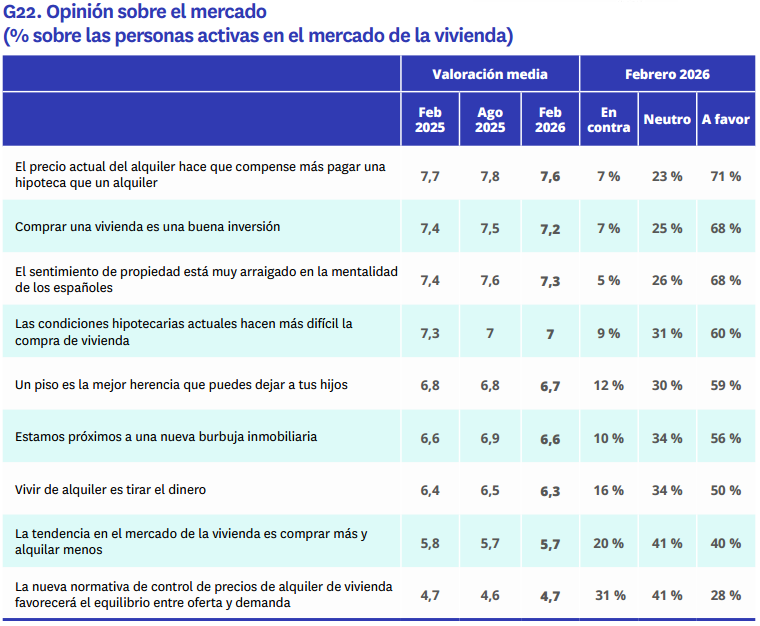 G22. Opinión sobre el mercado
(% sobre las personas activas en el mercado de la vivienda)
Valoración media Febrero 2026
Feb 2025 Ago 2025 Feb 2026 En contra Neutro A favor
El precio actual del alquiler hace que compense más pagar una
hipoteca que un alquiler 7,7 7,8 7,6 7 % 23 % 71 %
Comprar una vivienda es una buena inversión 7,4 7,5 7,2 7 % 25 % 68 %
El sentimiento de propiedad está muy arraigado en la mentalidad
de los españoles 7,4 7,6 7,3 5 % 26 % 68 %
Las condiciones hipotecarias actuales hacen más difícil la
compra de vivienda 7,3 7 7 9 % 31 % 60 %
Un piso es la mejor herencia que puedes dejar a tus hijos 6,8 6,8 6,7 12 % 30 % 59 %
Estamos próximos a una nueva burbuja inmobiliaria 6,6 6,9 6,6 10 % 34 % 56 %
Vivir de alquiler es tirar el dinero 6,4 6,5 6,3 16 % 34 % 50 %
La tendencia en el mercado de la vivienda es comprar más y
alquilar menos 5,8 5,7 5,7 20 % 41 % 40 %
La nueva normativa de control de precios de alquiler de vivienda
favorecerá el equilibrio entre oferta y demanda 4,7 4,6 4,7 31 % 41 % 28 %